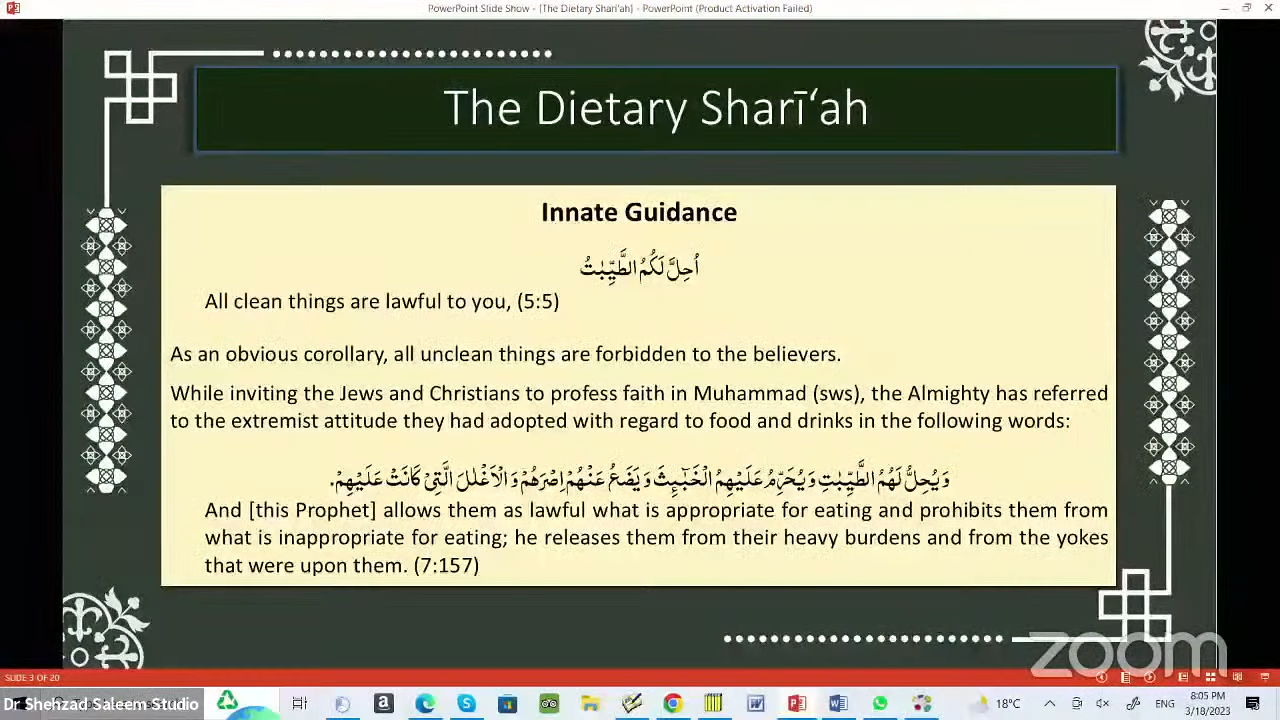 PowerPoint Slide Show - [The Dietary Shari'ah] - PowerPoint (Product Activation Failed)
The Dietary Sharī‘ah
Innate Guidance
اُحِلَّ لَكُمُ الطَّيِّبٰتُ
All clean things are lawful to you, (5:5)
As an obvious corollary, all unclean things are forbidden to the believers.
While inviting the Jews and Christians to profess faith in Muhammad (sws), the Almighty has referred
to the extremist attitude they had adopted with regard to food and drinks in the following words:
وَيُحِلُّ لَهُمُ الطَّيِّبٰتِ وَيُحَرِّمُ عَلَيْهِمُ الْخَبٰٓئِثَ وَيَضَعُ عَنْهُمْ اِصْرَهُمْ وَالْاَغْلٰلَ الَّتِيْ كَانَتْ عَلَيْهِمْ.
And [this Prophet] allows them as lawful what is appropriate for eating and prohibits them from
what is inappropriate for eating; he releases them from their heavy burdens and from the yokes
that were upon them. (7:157)
zoom
SLIDE 3 OF 20
Dr Shehzad Saleem Studio
18°C
ENG
8:05 PM
3/18/2023